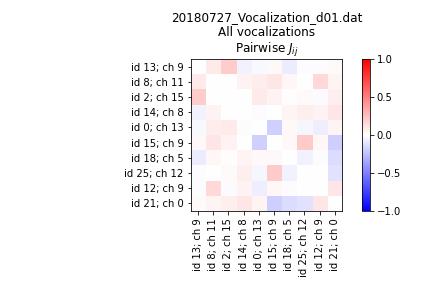 20180727_Vocalization_d01.dat
All vocalizations
Pairwise J_ij
id 13; ch 9
id 8; ch 11
id 2; ch 15
id 14; ch 8
id 0; ch 13
id 15; ch 9
id 18; ch 5
id 25; ch 12
id 12; ch 9
id 21; ch 0
1.0
0.5
0.0
−0.5
−1.0
id 13; ch 9
id 8; ch 11
id 2; ch 15
id 14; ch 8
id 0; ch 13
id 15; ch 9
id 18; ch 5
id 25; ch 12
id 12; ch 9
id 21; ch 0